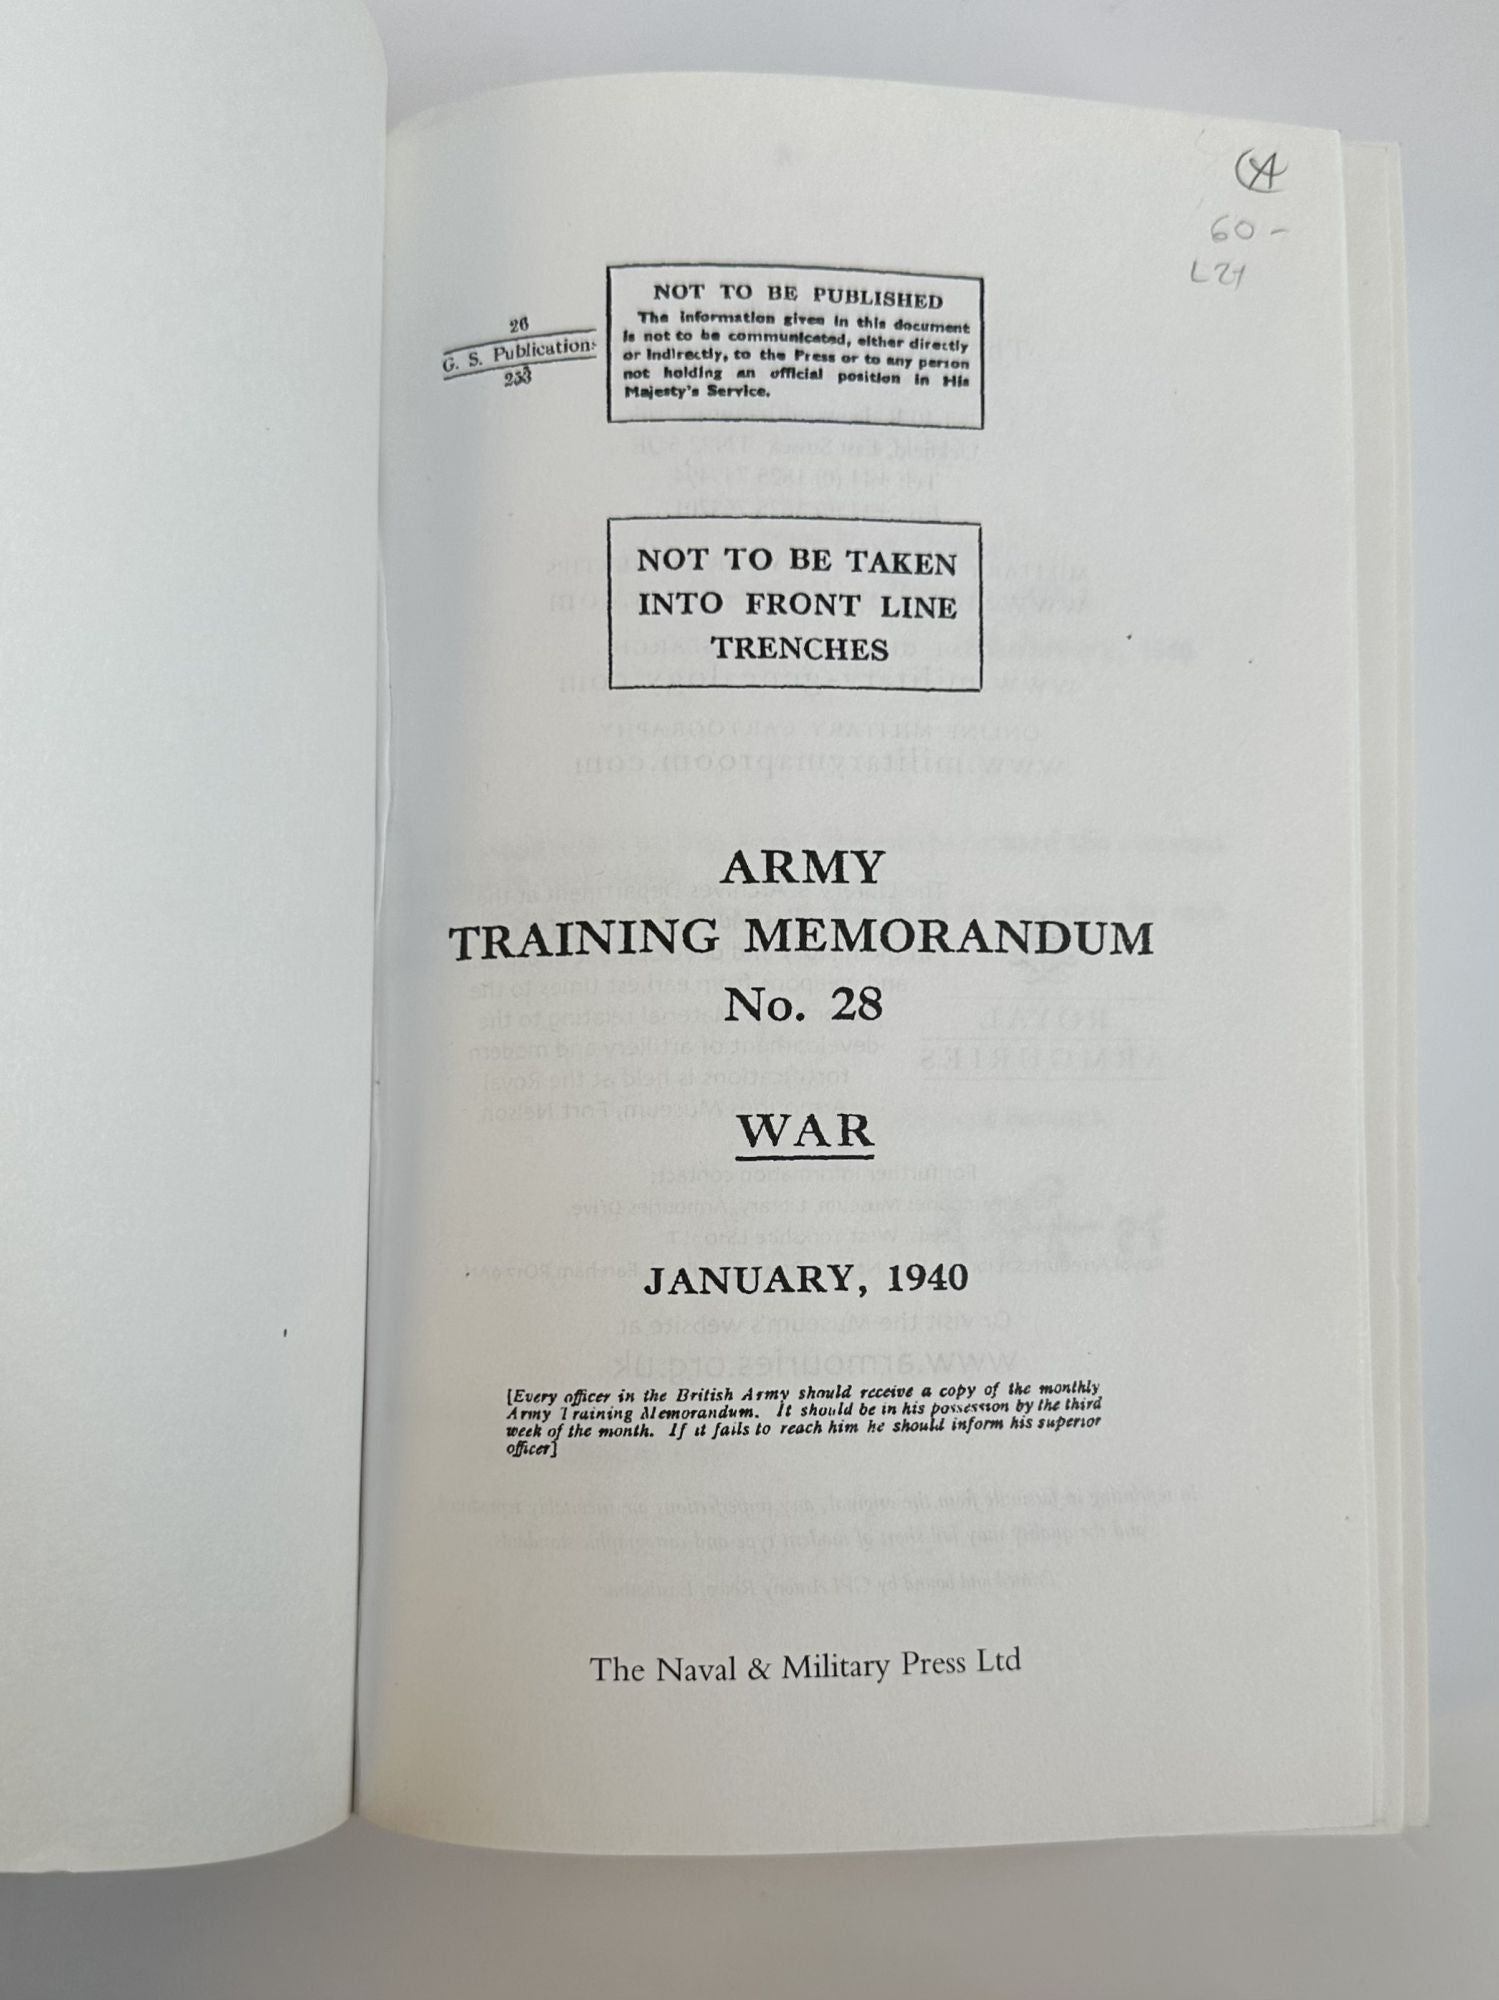 60 -
26
G. S. Publications
253
NOT TO BE PUBLISHED
The information given in this document
is not to be communicated, either directly
or indirectly, to the Press or to any person
not holding an official position in His
Majesty's Service.
NOT TO BE TAKEN
INTO FRONT LINE
TRENCHES
ARMY
TRAINING MEMORANDUM
No. 28
WAR
JANUARY, 1940
[Every officer in the British Army should receive a copy of the monthly
Army Training Memorandum. It should be in his possession by the third
week of the month. If it fails to reach him he should inform his superior
officer]
The Naval & Military Press Ltd